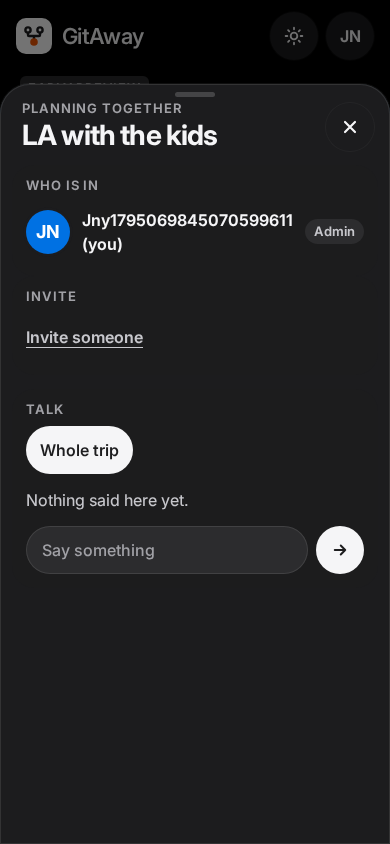 GitAway
JN
PLANNING TOGETHER
LA with the kids
WHO IS IN
JN
Jny1795069845070599611
(you)
Admin
INVITE
Invite someone
TALK
Whole trip
Nothing said here yet.
Say something